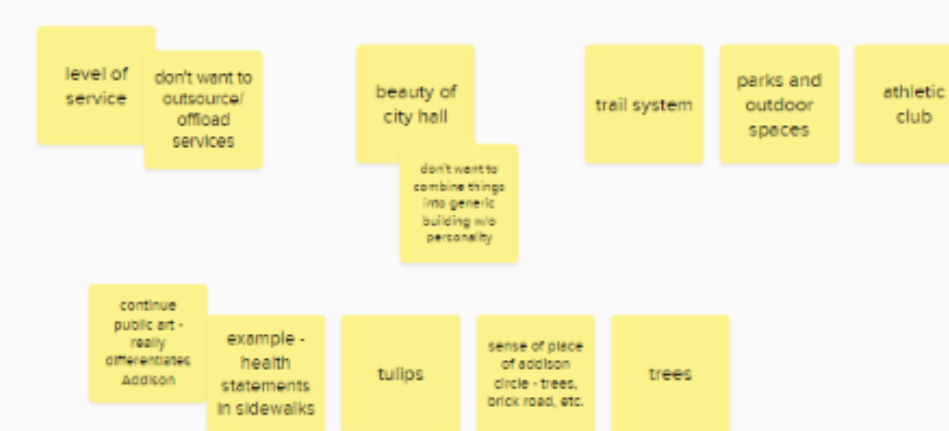 level of
service
don't want to
outsource/
offload
services
beauty of
city hall
don't want to
combine things
into generic
building w/o
personality
trail system
parks and
outdoor
spaces
athletic
club
continue
public art -
really
differentiates
Addison
example -
health
statements
in sidewalks
tulips
sense of place
of addison
circle - trees,
brick road, etc.
trees